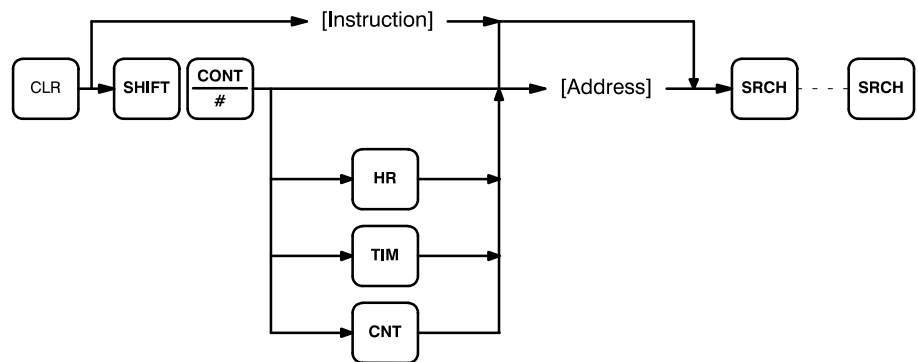 [Instruction]
CLR
SHIFT
CONT
#
[Address]
SRCH
SRCH
HR
TIM
CNT